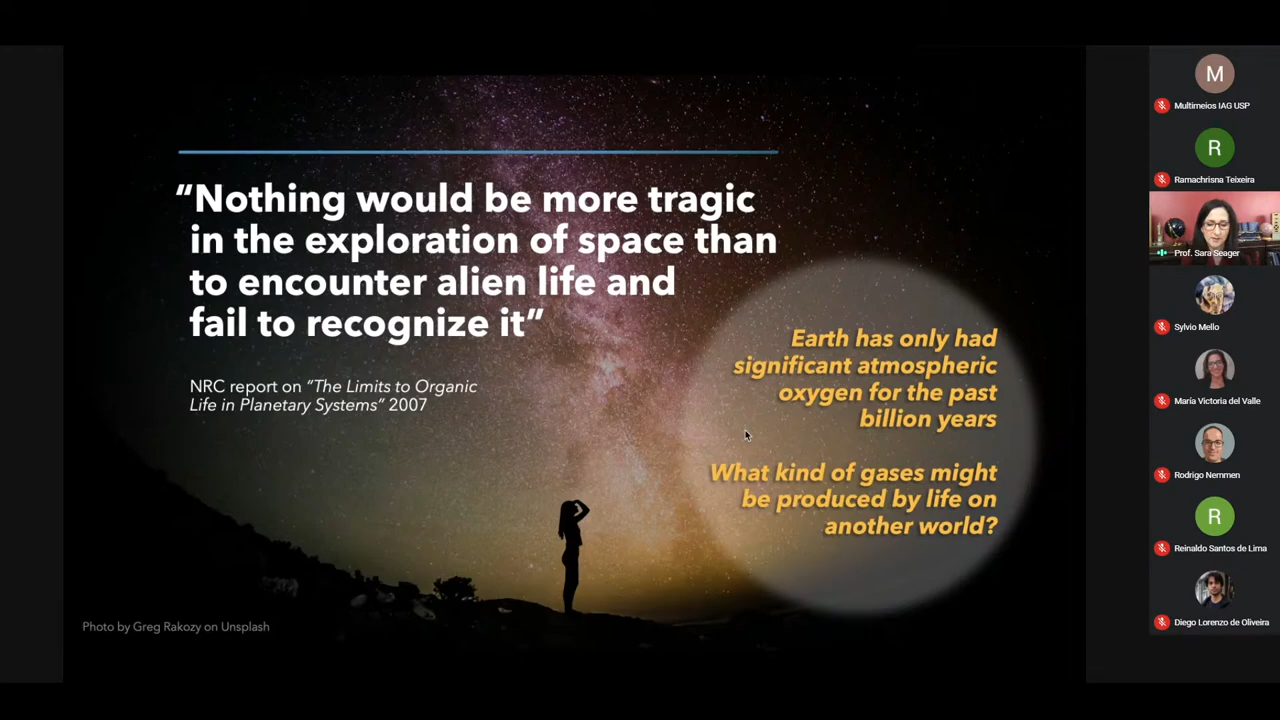 “Nothing would be more tragic
in the exploration of space than
to encounter alien life and
fail to recognize it”
NRC report on “The Limits to Organic
Life in Planetary Systems” 2007
Earth has only had
significant atmospheric
oxygen for the past
billion years
What kind of gases might
be produced by life on
another world?
Photo by Greg Rakozy on Unsplash
M
Multimeios IAG USP
R
Ramachrisna Teixeira
Prof. Sara Seager
Sylvio Mello
María Victoria del Valle
Rodrigo Nemmen
R
Reinaldo Santos de Lima
Diego Lorenzo de Oliveira